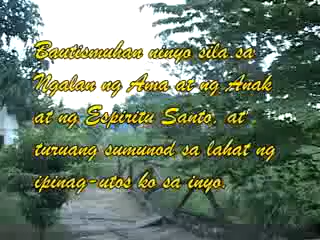 Bautismuhan ninyo sila sa
Ngalan ng Ama at ng Anak
at ng Espiritu Santo, at
turuang sumunod sa lahat ng
ipinag-utos ko sa inyo.